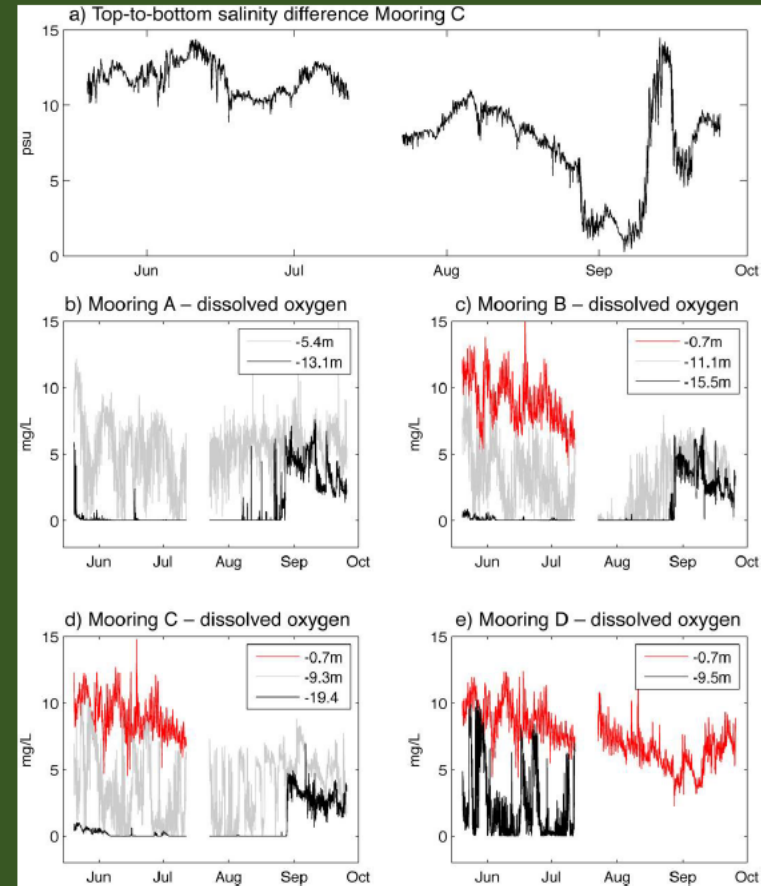 a) Top-to-bottom salinity difference Mooring C
15
10
5
0
psu
Jun Jul Aug Sep Oct
b) Mooring A – dissolved oxygen
15
10
5
0
mg/L
-5.4m
-13.1m
Jun Jul Aug Sep Oct
c) Mooring B – dissolved oxygen
15
10
5
0
mg/L
-0.7m
-11.1m
-15.5m
Jun Jul Aug Sep Oct
d) Mooring C – dissolved oxygen
15
10
5
0
mg/L
-0.7m
-9.3m
-19.4
Jun Jul Aug Sep Oct
e) Mooring D – dissolved oxygen
15
10
5
0
mg/L
-0.7m
-9.5m
Jun Jul Aug Sep Oct